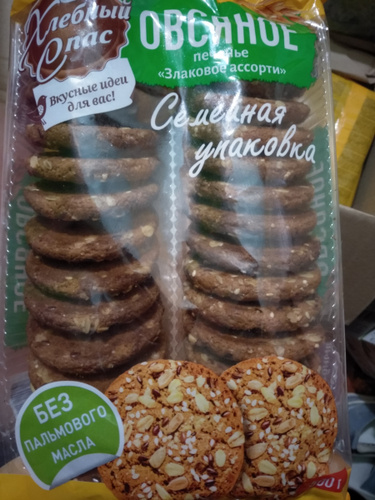 Хлебный
Спас
Вкусные идеи
для вас!
ОВСЯНОЕ
печенье
«Злаковое ассорти»
Семейная
упаковка
БЕЗ
ПАЛЬМОВОГО
МАСЛА